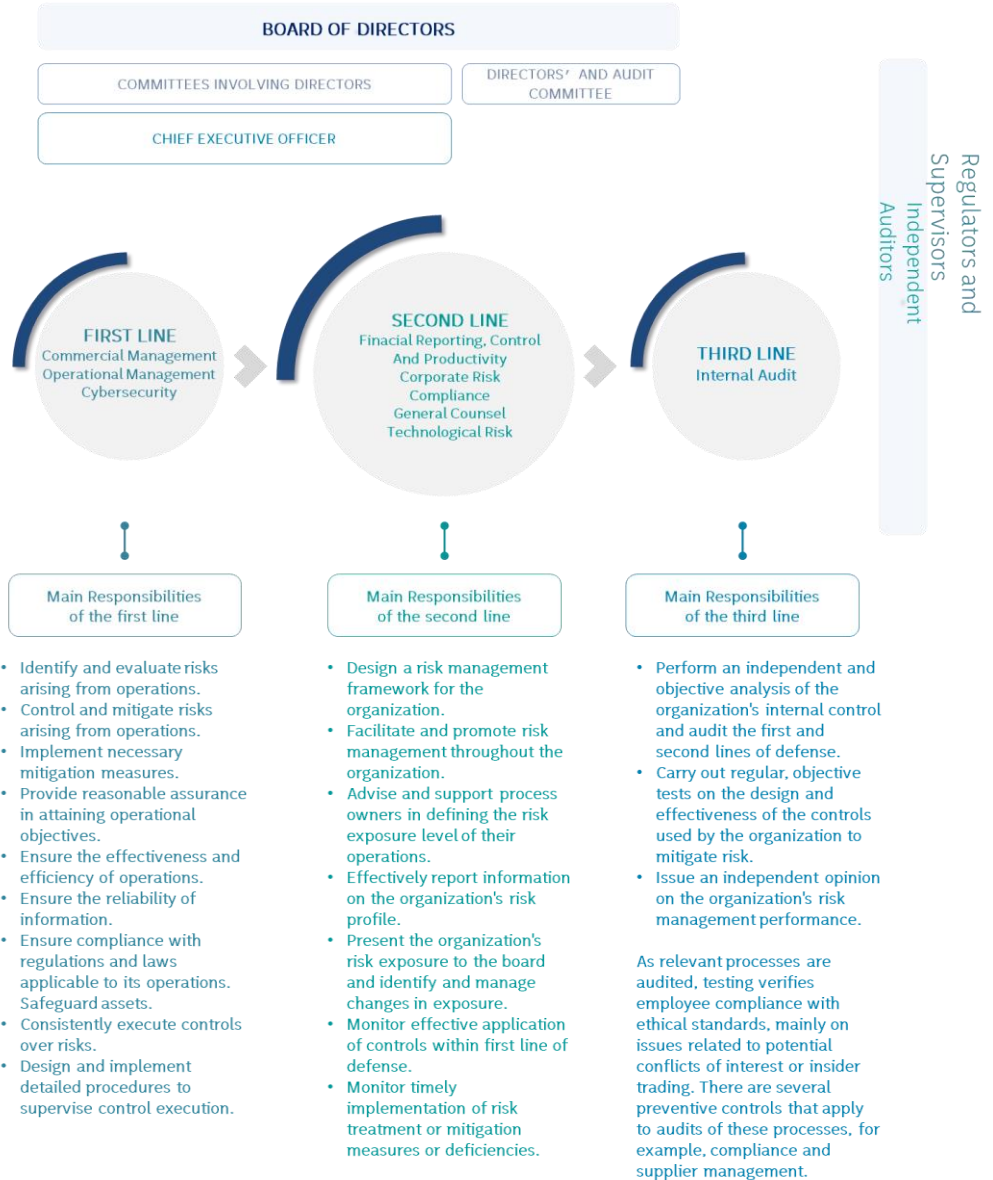 BOARD OF DIRECTORS
COMMITTEES INVOLVING DIRECTORS
DIRECTORS’ AND AUDIT
COMMITTEE
CHIEF EXECUTIVE OFFICER
Regulators and
Supervisors
Independent
Auditors
FIRST LINE
Commercial Management
Operational Management
Cybersecurity
SECOND LINE
Finacial Reporting, Control
And Productivity
Corporate Risk
Compliance
General Counsel
Technological Risk
THIRD LINE
Internal Audit
Main Responsibilities
of the first line
• Identify and evaluate risks
arising from operations.
• Control and mitigate risks
arising from operations.
• Implement necessary
mitigation measures.
• Provide reasonable assurance
in attaining operational
objectives.
• Ensure the effectiveness and
efficiency of operations.
• Ensure the reliability of
information.
• Ensure compliance with
regulations and laws
applicable to its operations.
Safeguard assets.
• Consistently execute controls
over risks.
• Design and implement
detailed procedures to
supervise control execution.
Main Responsibilities
of the second line
• Design a risk management
framework for the
organization.
• Facilitate and promote risk
management throughout the
organization.
• Advise and support process
owners in defining the risk
exposure level of their
operations.
• Effectively report information
on the organization's risk
profile.
• Present the organization's
risk exposure to the board
and identify and manage
changes in exposure.
• Monitor effective application
of controls within first line of
defense.
• Monitor timely
implementation of risk
treatment or mitigation
measures or deficiencies.
Main Responsibilities
of the third line
• Perform an independent and
objective analysis of the
organization's internal control
and audit the first and
second lines of defense.
• Carry out regular, objective
tests on the design and
effectiveness of the controls
used by the organization to
mitigate risk.
• Issue an independent opinion
on the organization's risk
management performance.
As relevant processes are
audited, testing verifies
employee compliance with
ethical standards, mainly on
issues related to potential
conflicts of interest or insider
trading. There are several
preventive controls that apply
to audits of these processes, for
example, compliance and
supplier management.